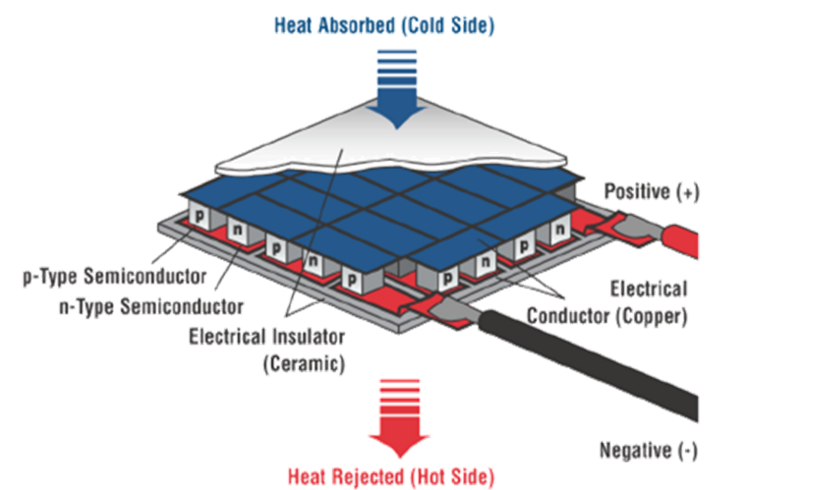 Heat Absorbed (Cold Side)
Positive (+)
p
n
p
n
p
p
n
p
n
p-Type Semiconductor
n-Type Semiconductor
Electrical Insulator
(Ceramic)
Electrical
Conductor (Copper)
Negative (-)
Heat Rejected (Hot Side)